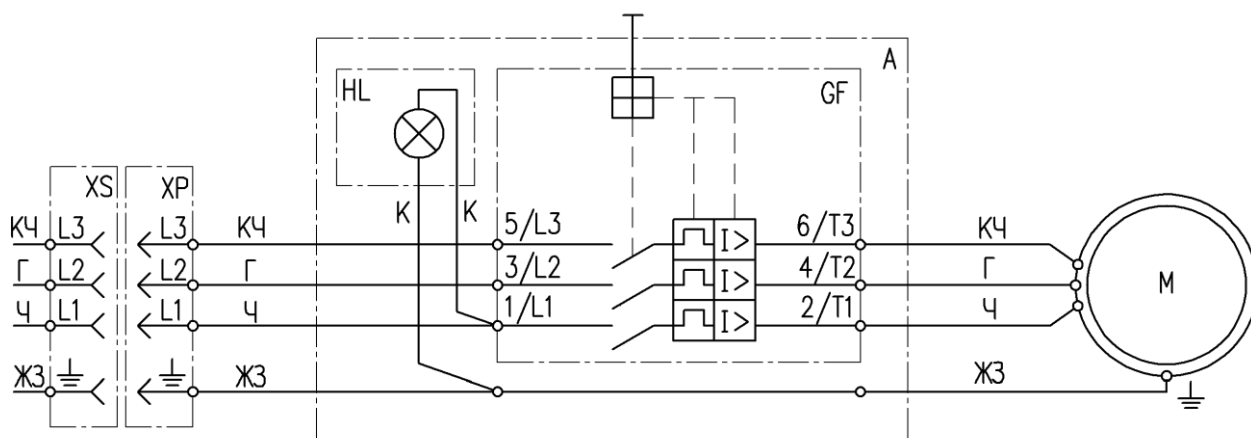 A
HL
GF
XS XP
К К
КЧ L3 L3 КЧ 5/L3 I> 6/T3 КЧ
Г L2 L2 Г 3/L2 I> 4/T2 Г М
Ч L1 L1 Ч 1/L1 I> 2/T1 Ч
ЖЗ ЖЗ ЖЗ